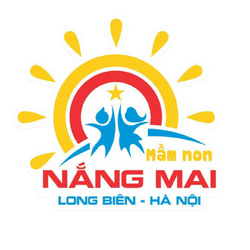 Mầm non
NẮNG MAI
LONG BIÊN - HÀ NỘI